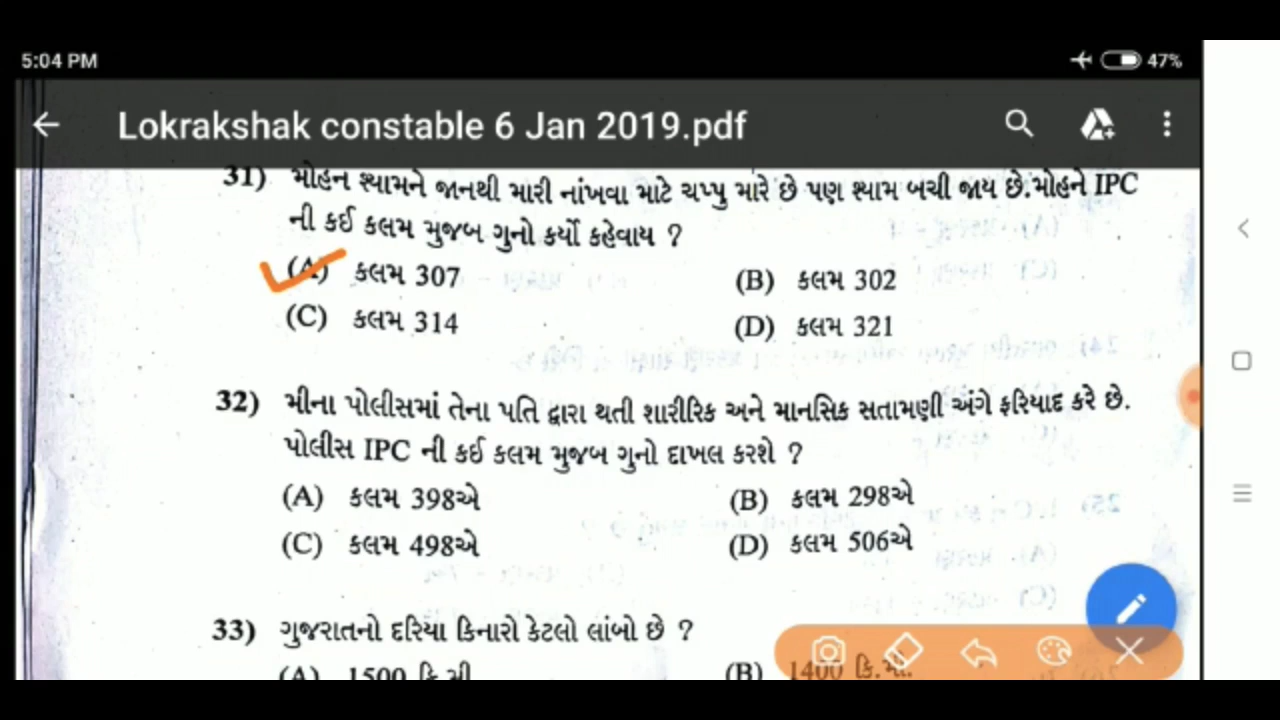 5:04 PM
47%
Lokrakshak constable 6 Jan 2019.pdf
31) મોહન શ્યામને જાનથી મારી નાંખવા માટે ચપ્પુ મારે છે પણ શ્યામ બચી જાય છે.મોહને IPC
ની કઈ કલમ મુજબ ગુનો કર્યો કહેવાય ?
(A) કલમ 307
(B) કલમ 302
(C) કલમ 314
(D) કલમ 321
32) મીના પોલીસમાં તેના પતિ દ્વારા થતી શારીરિક અને માનસિક સતામણી અંગે ફરિયાદ કરે છે.
પોલીસ IPC ની કઈ કલમ મુજબ ગુનો દાખલ કરશે ?
(A) કલમ 398એ
(B) કલમ 298એ
(C) કલમ 498એ
(D) કલમ 506એ
33) ગુજરાતનો દરિયા કિનારો કેટલો લાંબો છે ?
(A) 1500 કિ.મી
(B) 1400 કિ.મી.